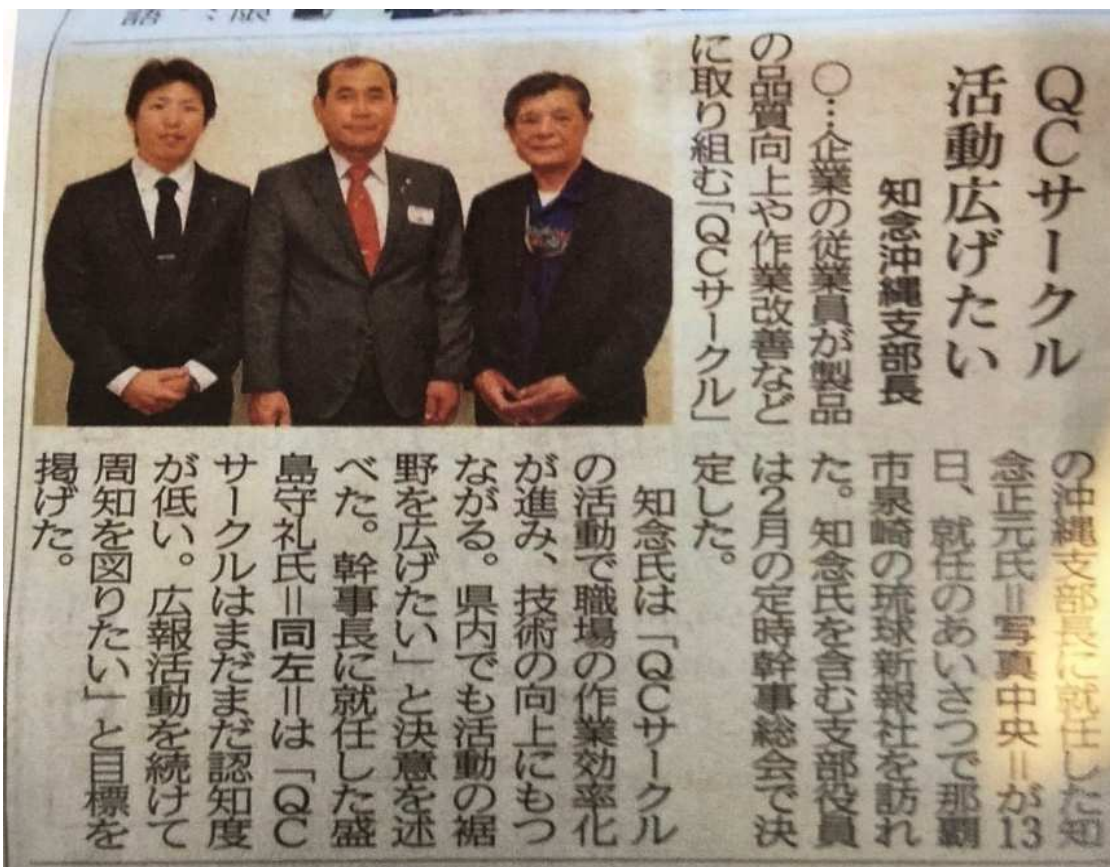 QCサークル
活動広げたい
知念沖縄支部長
○…企業の従業員が製品
の品質向上や作業改善など
に取り組む「QCサークル」
の沖縄支部長に就任した知
念正元氏＝写真中央＝が13
日、就任のあいさつで那覇
市泉崎の琉球新報社を訪れ
た。知念氏を含む支部役員
は2月の定時幹事総会で決
定した。
知念氏は「QCサークル
の活動で職場の作業効率化
が進み、技術の向上にもつ
ながる。県内でも活動の裾
野を広げたい」と決意を述
べた。幹事長に就任した盛
島守礼氏＝同左＝は「QC
サークルはまだまだ認知度
が低い。広報活動を続けて
周知を図りたい」と目標を
掲げた。